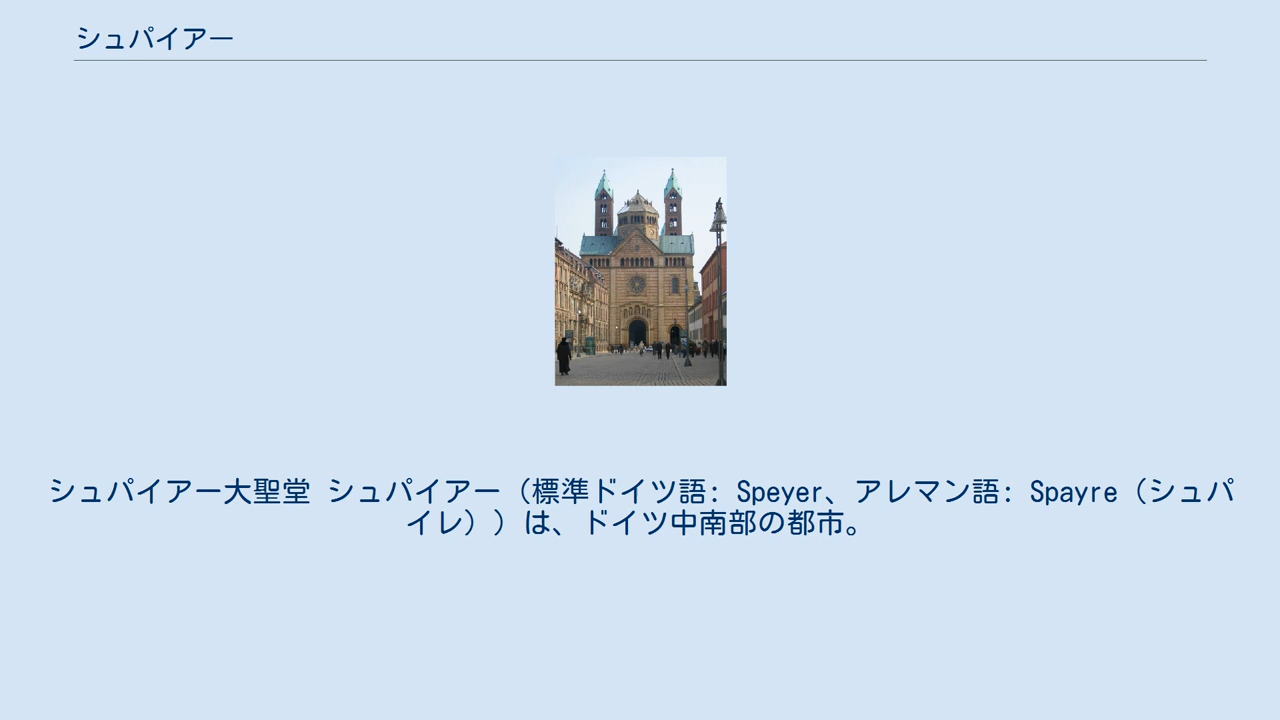 シュパイアー
シュパイアー大聖堂 シュパイアー（標準ドイツ語: Speyer、アレマン語: Spayre（シュパ
イレ））は、ドイツ中南部の都市。